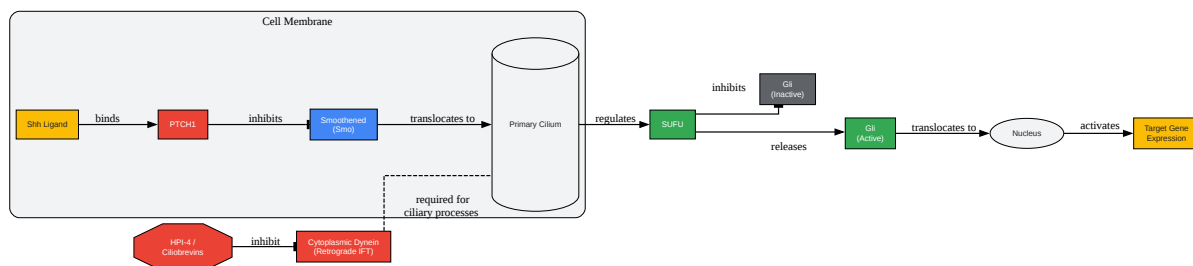 Cell Membrane
Shh Ligand
binds
PTCH1
inhibits
Smoothened
(Smo)
translocates to
Primary Cilium
regulates
SUFU
inhibits
Gli
(Inactive)
releases
Gli
(Active)
translocates to
Nucleus
activates
Target Gene
Expression
required for
ciliary processes
HPI-4 /
Ciliobrevins
inhibit
Cytoplasmic Dynein
(Retrograde IFT)